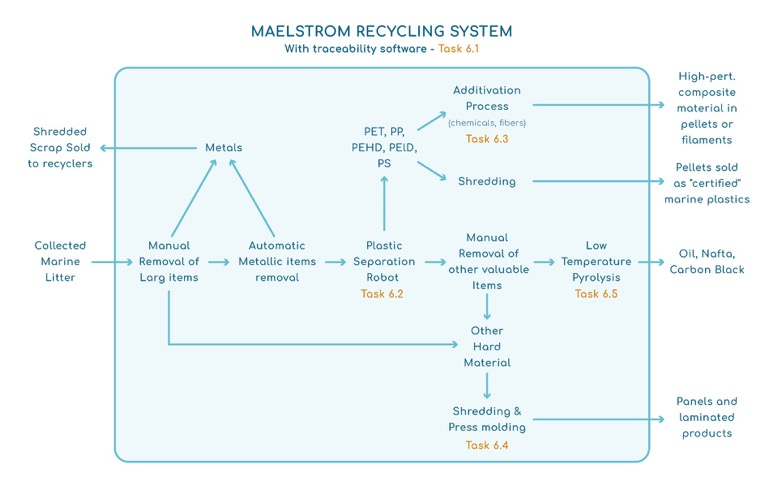 MAELSTROM RECYCLING SYSTEM
With traceability software - Task 6.1
High-pert.
composite
material in
pellets or
filaments
Additivation
Process
(chemicals, fibers)
Task 6.3
Shredded
Scrap Sold
to recyclers
Metals
PET, PP,
PEHD, PElD,
PS
Shredding
Pellets sold
as "certified"
marine plastics
Collected
Marine
Litter
Manual
Removal of
Larg items
Automatic
Metallic items
removal
Plastic
Separation
Robot
Task 6.2
Manual
Removal of
other valuable
Items
Low
Temperature
Pyrolysis
Task 6.5
Oil, Nafta,
Carbon Black
Other
Hard
Material
Shredding &
Press molding
Task 6.4
Panels and
laminated
products